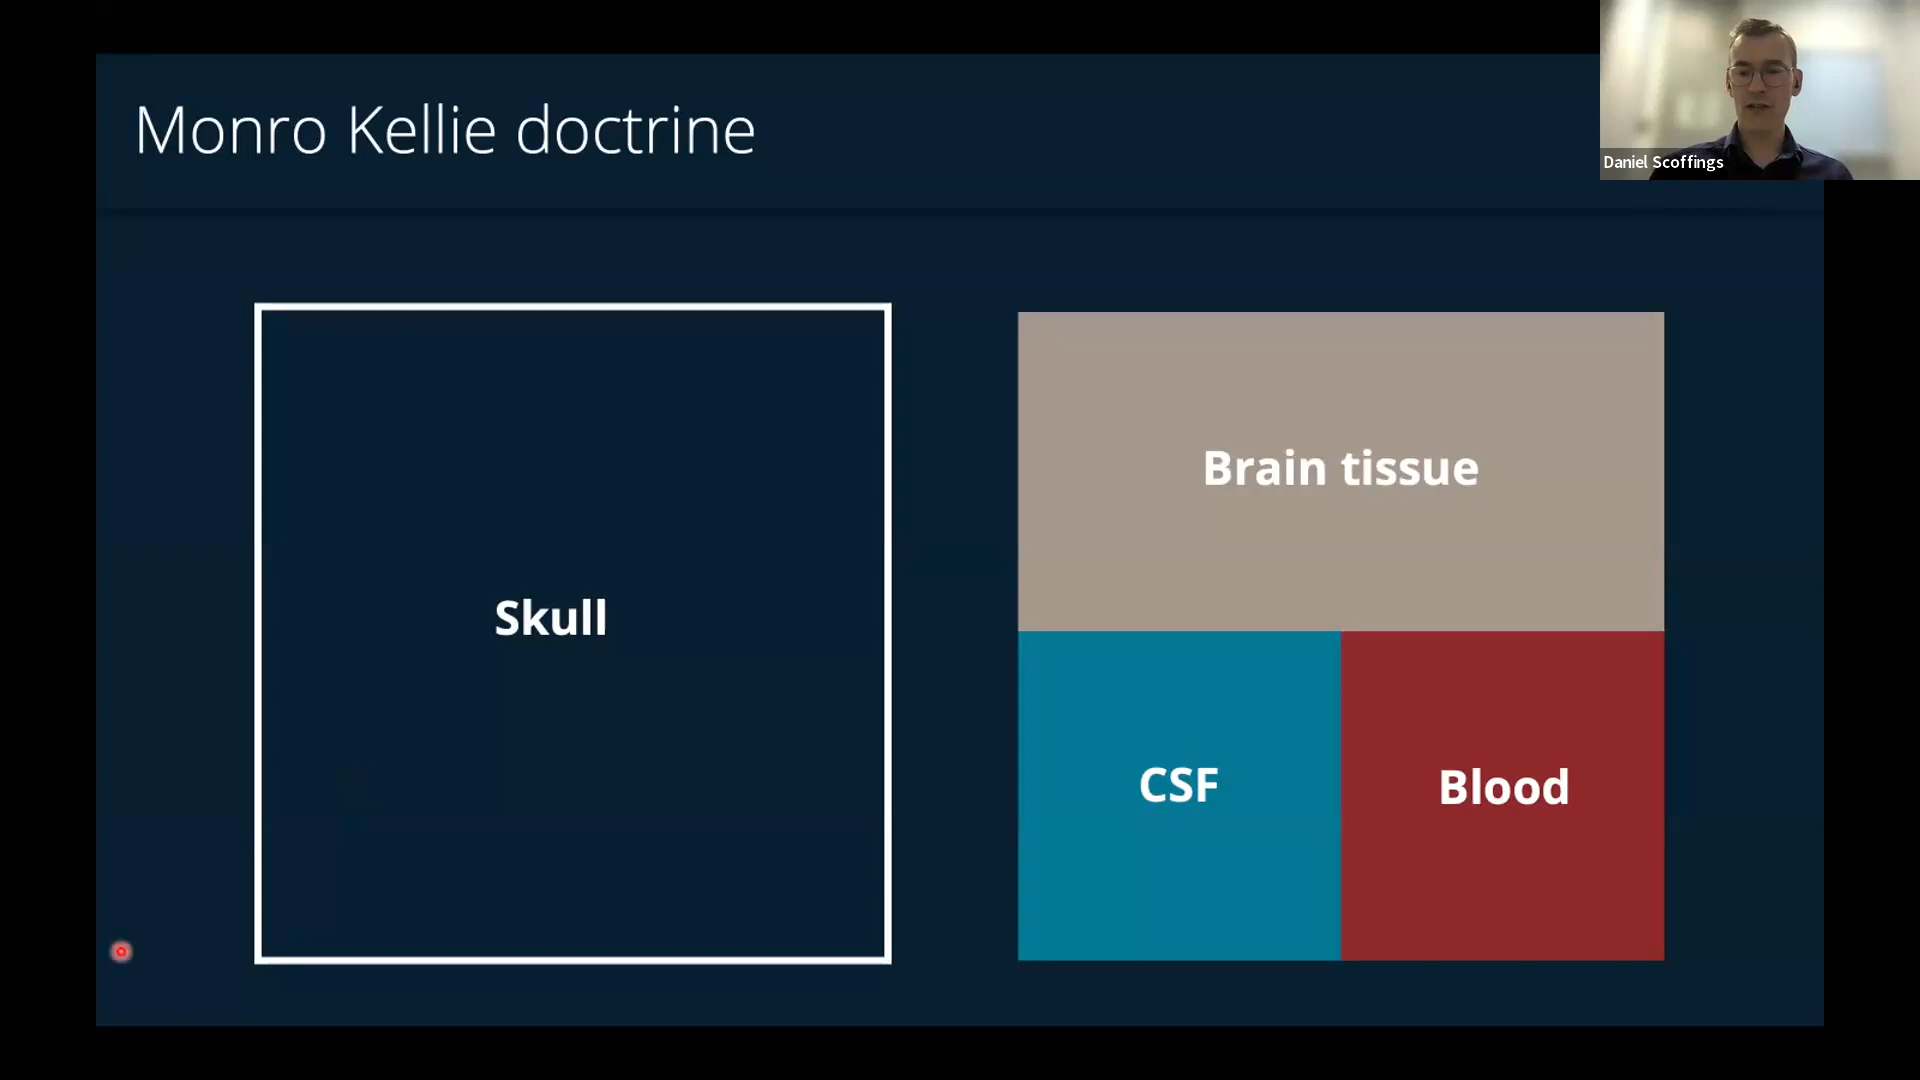 Monro Kellie doctrine
Daniel Scoffings
Skull
Brain tissue
CSF
Blood